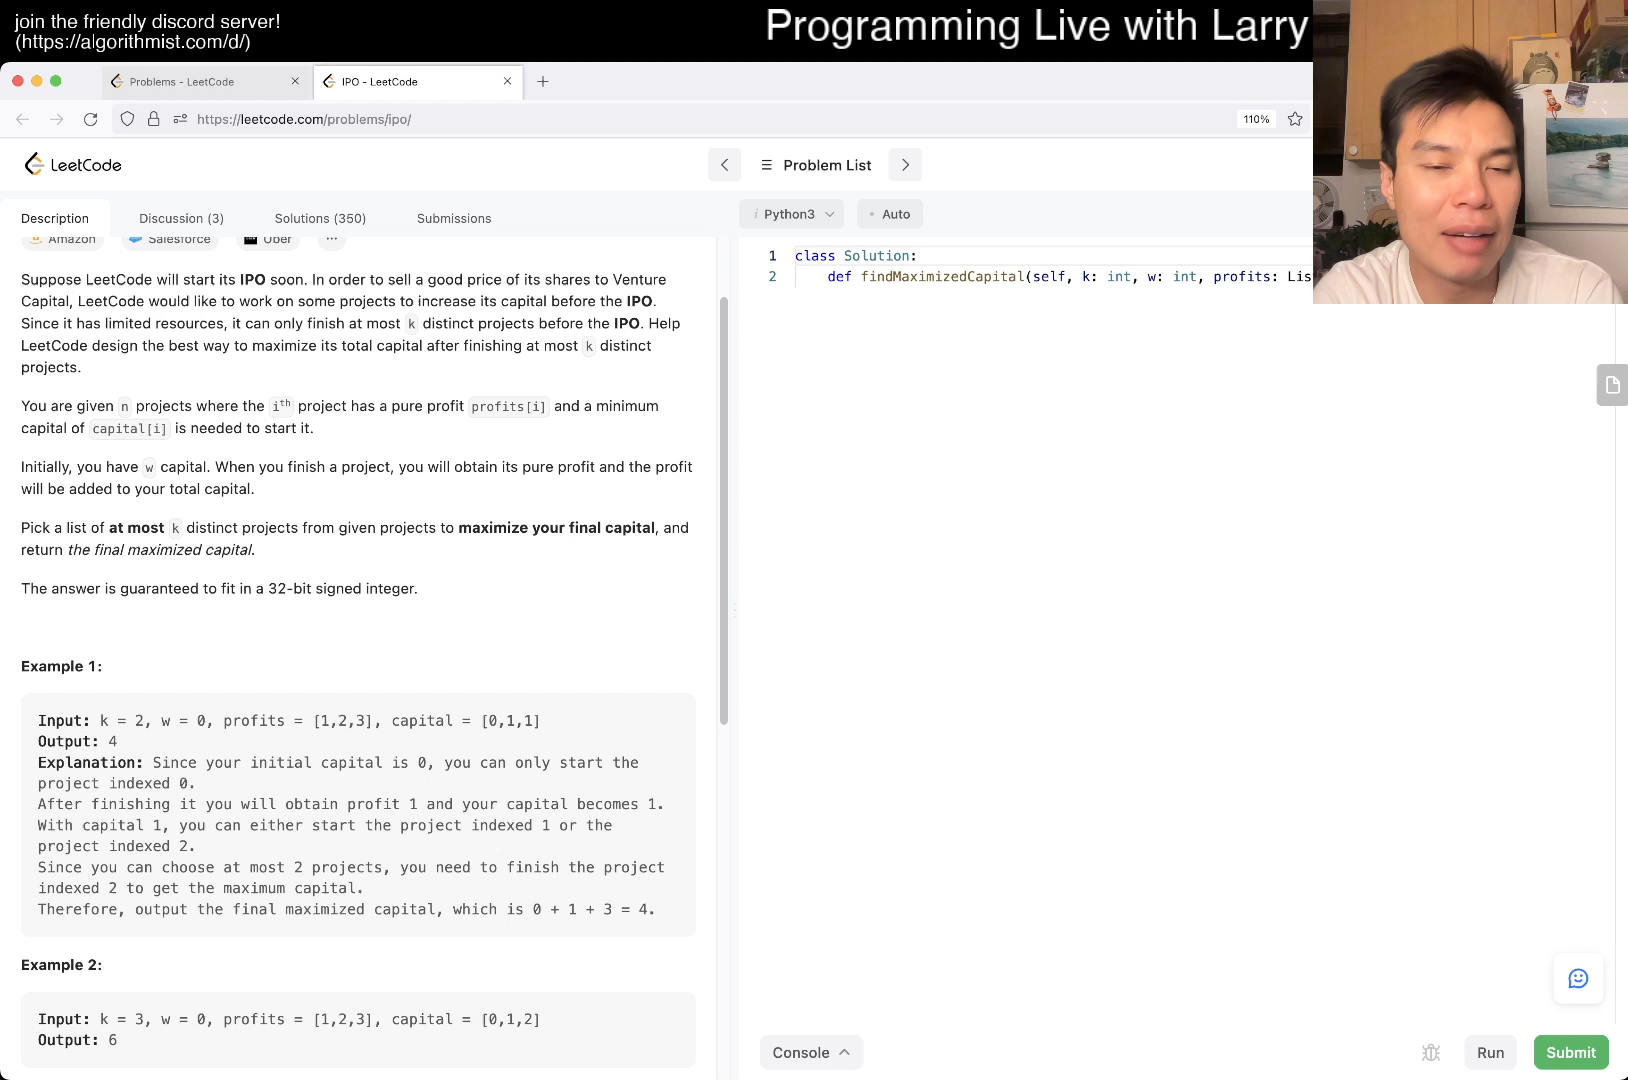 join the friendly discord server!
(https://algorithmist.com/d/)
Programming Live with Larry
Problems - LeetCode
IPO - LeetCode
https://leetcode.com/problems/ipo/
110%
LeetCode
Problem List
Description
Discussion (3)
Solutions (350)
Submissions
i Python3
• Auto
Amazon
Salesforce
Uber
...
Suppose LeetCode will start its IPO soon. In order to sell a good price of its shares to Venture
Capital, LeetCode would like to work on some projects to increase its capital before the IPO.
Since it has limited resources, it can only finish at most k distinct projects before the IPO. Help
LeetCode design the best way to maximize its total capital after finishing at most k distinct
projects.
You are given n projects where the ith project has a pure profit profits[i] and a minimum
capital of capital[i] is needed to start it.
Initially, you have w capital. When you finish a project, you will obtain its pure profit and the profit
will be added to your total capital.
Pick a list of at most k distinct projects from given projects to maximize your final capital, and
return the final maximized capital.
The answer is guaranteed to fit in a 32-bit signed integer.
Example 1:
Input: k = 2, w = 0, profits = [1,2,3], capital = [0,1,1]
Output: 4
Explanation: Since your initial capital is 0, you can only start the
project indexed 0.
After finishing it you will obtain profit 1 and your capital becomes 1.
With capital 1, you can either start the project indexed 1 or the
project indexed 2.
Since you can choose at most 2 projects, you need to finish the project
indexed 2 to get the maximum capital.
Therefore, output the final maximized capital, which is 0 + 1 + 3 = 4.
Example 2:
Input: k = 3, w = 0, profits = [1,2,3], capital = [0,1,2]
Output: 6
1 class Solution:
2 def findMaximizedCapital(self, k: int, w: int, profits: Lis
Console
Run
Submit